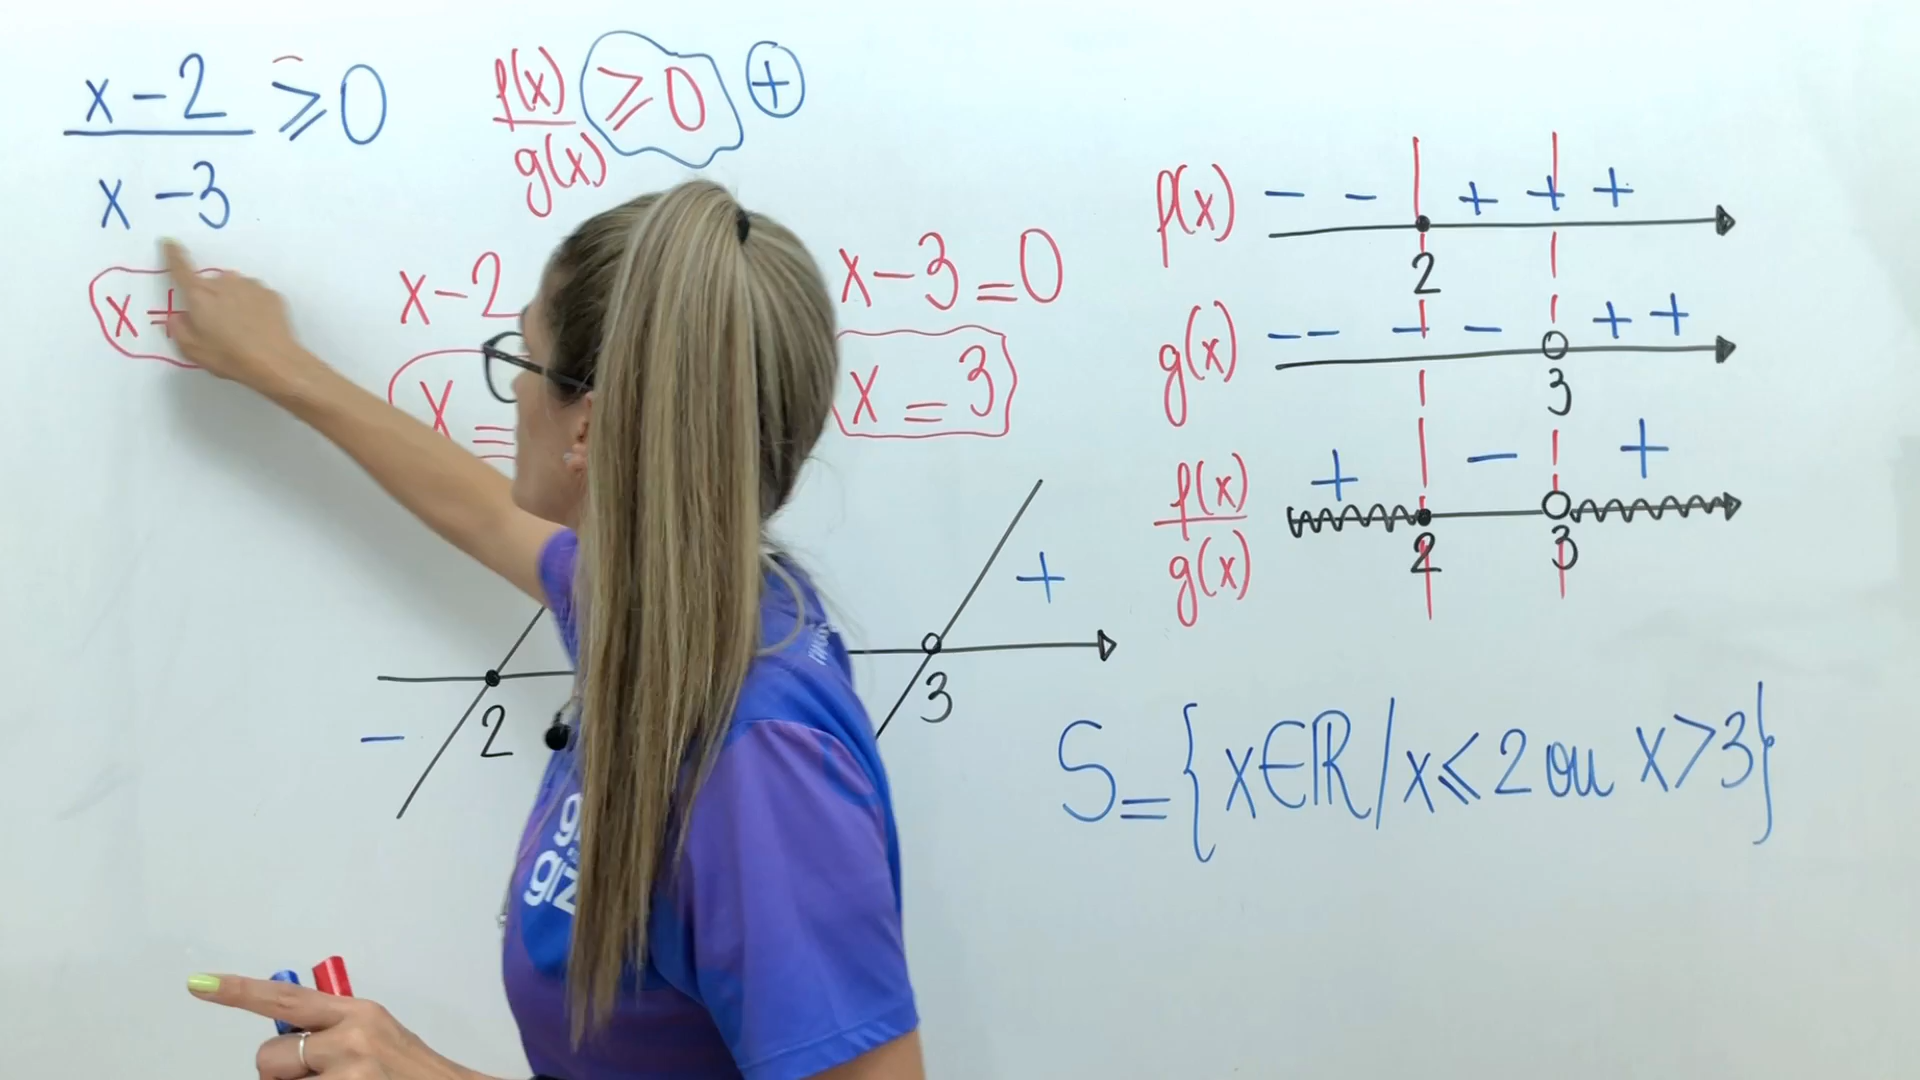 x - 2 ≥ 0
x - 3
f(x) ≥ 0 +
g(x)
x ≠
x - 2
x =
x - 3 = 0
x = 3
- 2
+
3
f(x) - - + + +
2
g(x) - - - - + +
3
f(x) + - +
g(x)
2 3
S = { x ∈ ℝ / x ≤ 2 ou x > 3 }